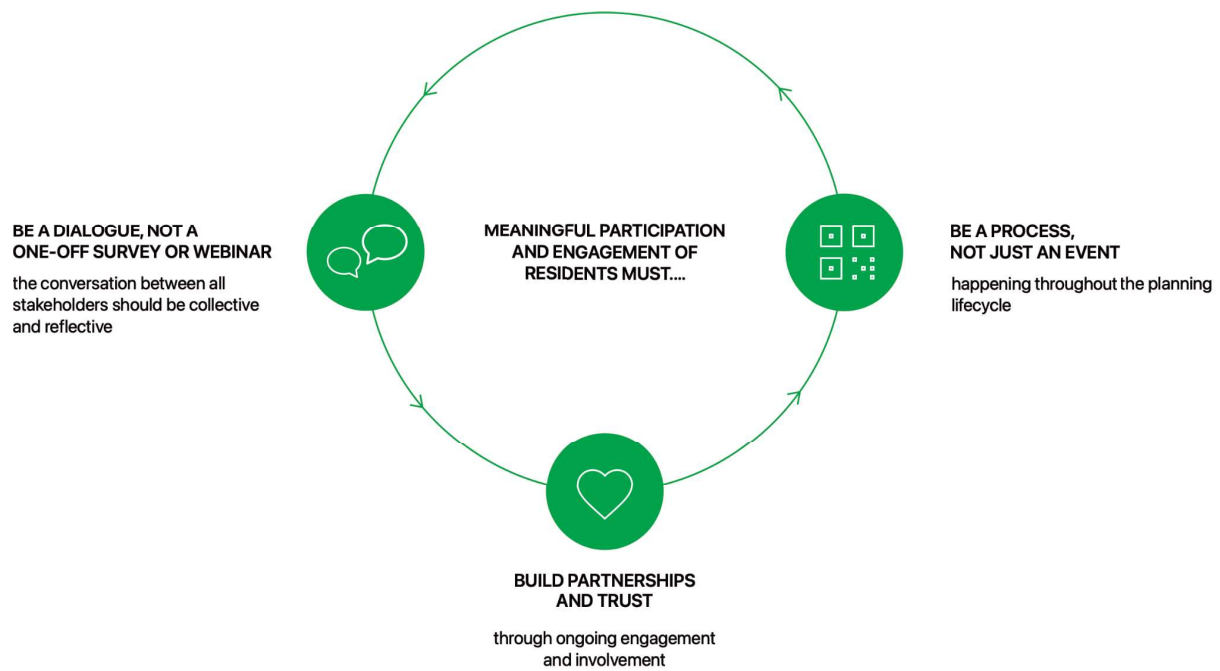 BE A DIALOGUE, NOT A
ONE-OFF SURVEY OR WEBINAR
the conversation between all
stakeholders should be collective
and reflective
MEANINGFUL PARTICIPATION
AND ENGAGEMENT OF
RESIDENTS MUST....
BE A PROCESS,
NOT JUST AN EVENT
happening throughout the planning
lifecycle
BUILD PARTNERSHIPS
AND TRUST
through ongoing engagement
and involvement